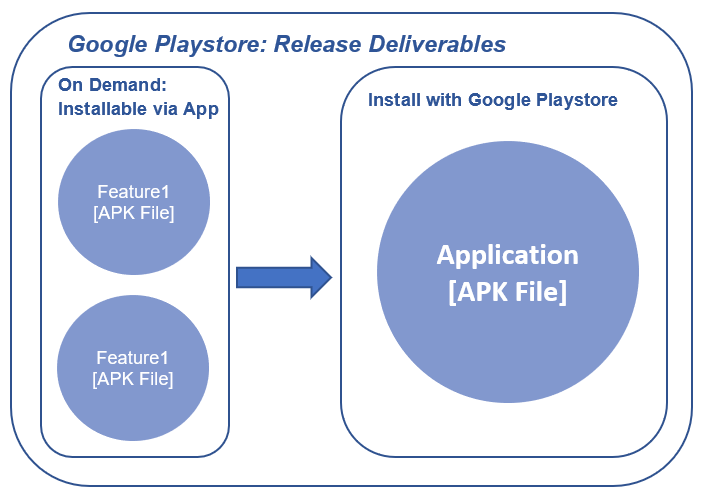 Google Playstore: Release Deliverables
On Demand:
Installable via App
Feature1
[APK File]
Feature1
[APK File]
Install with Google Playstore
Application
[APK File]